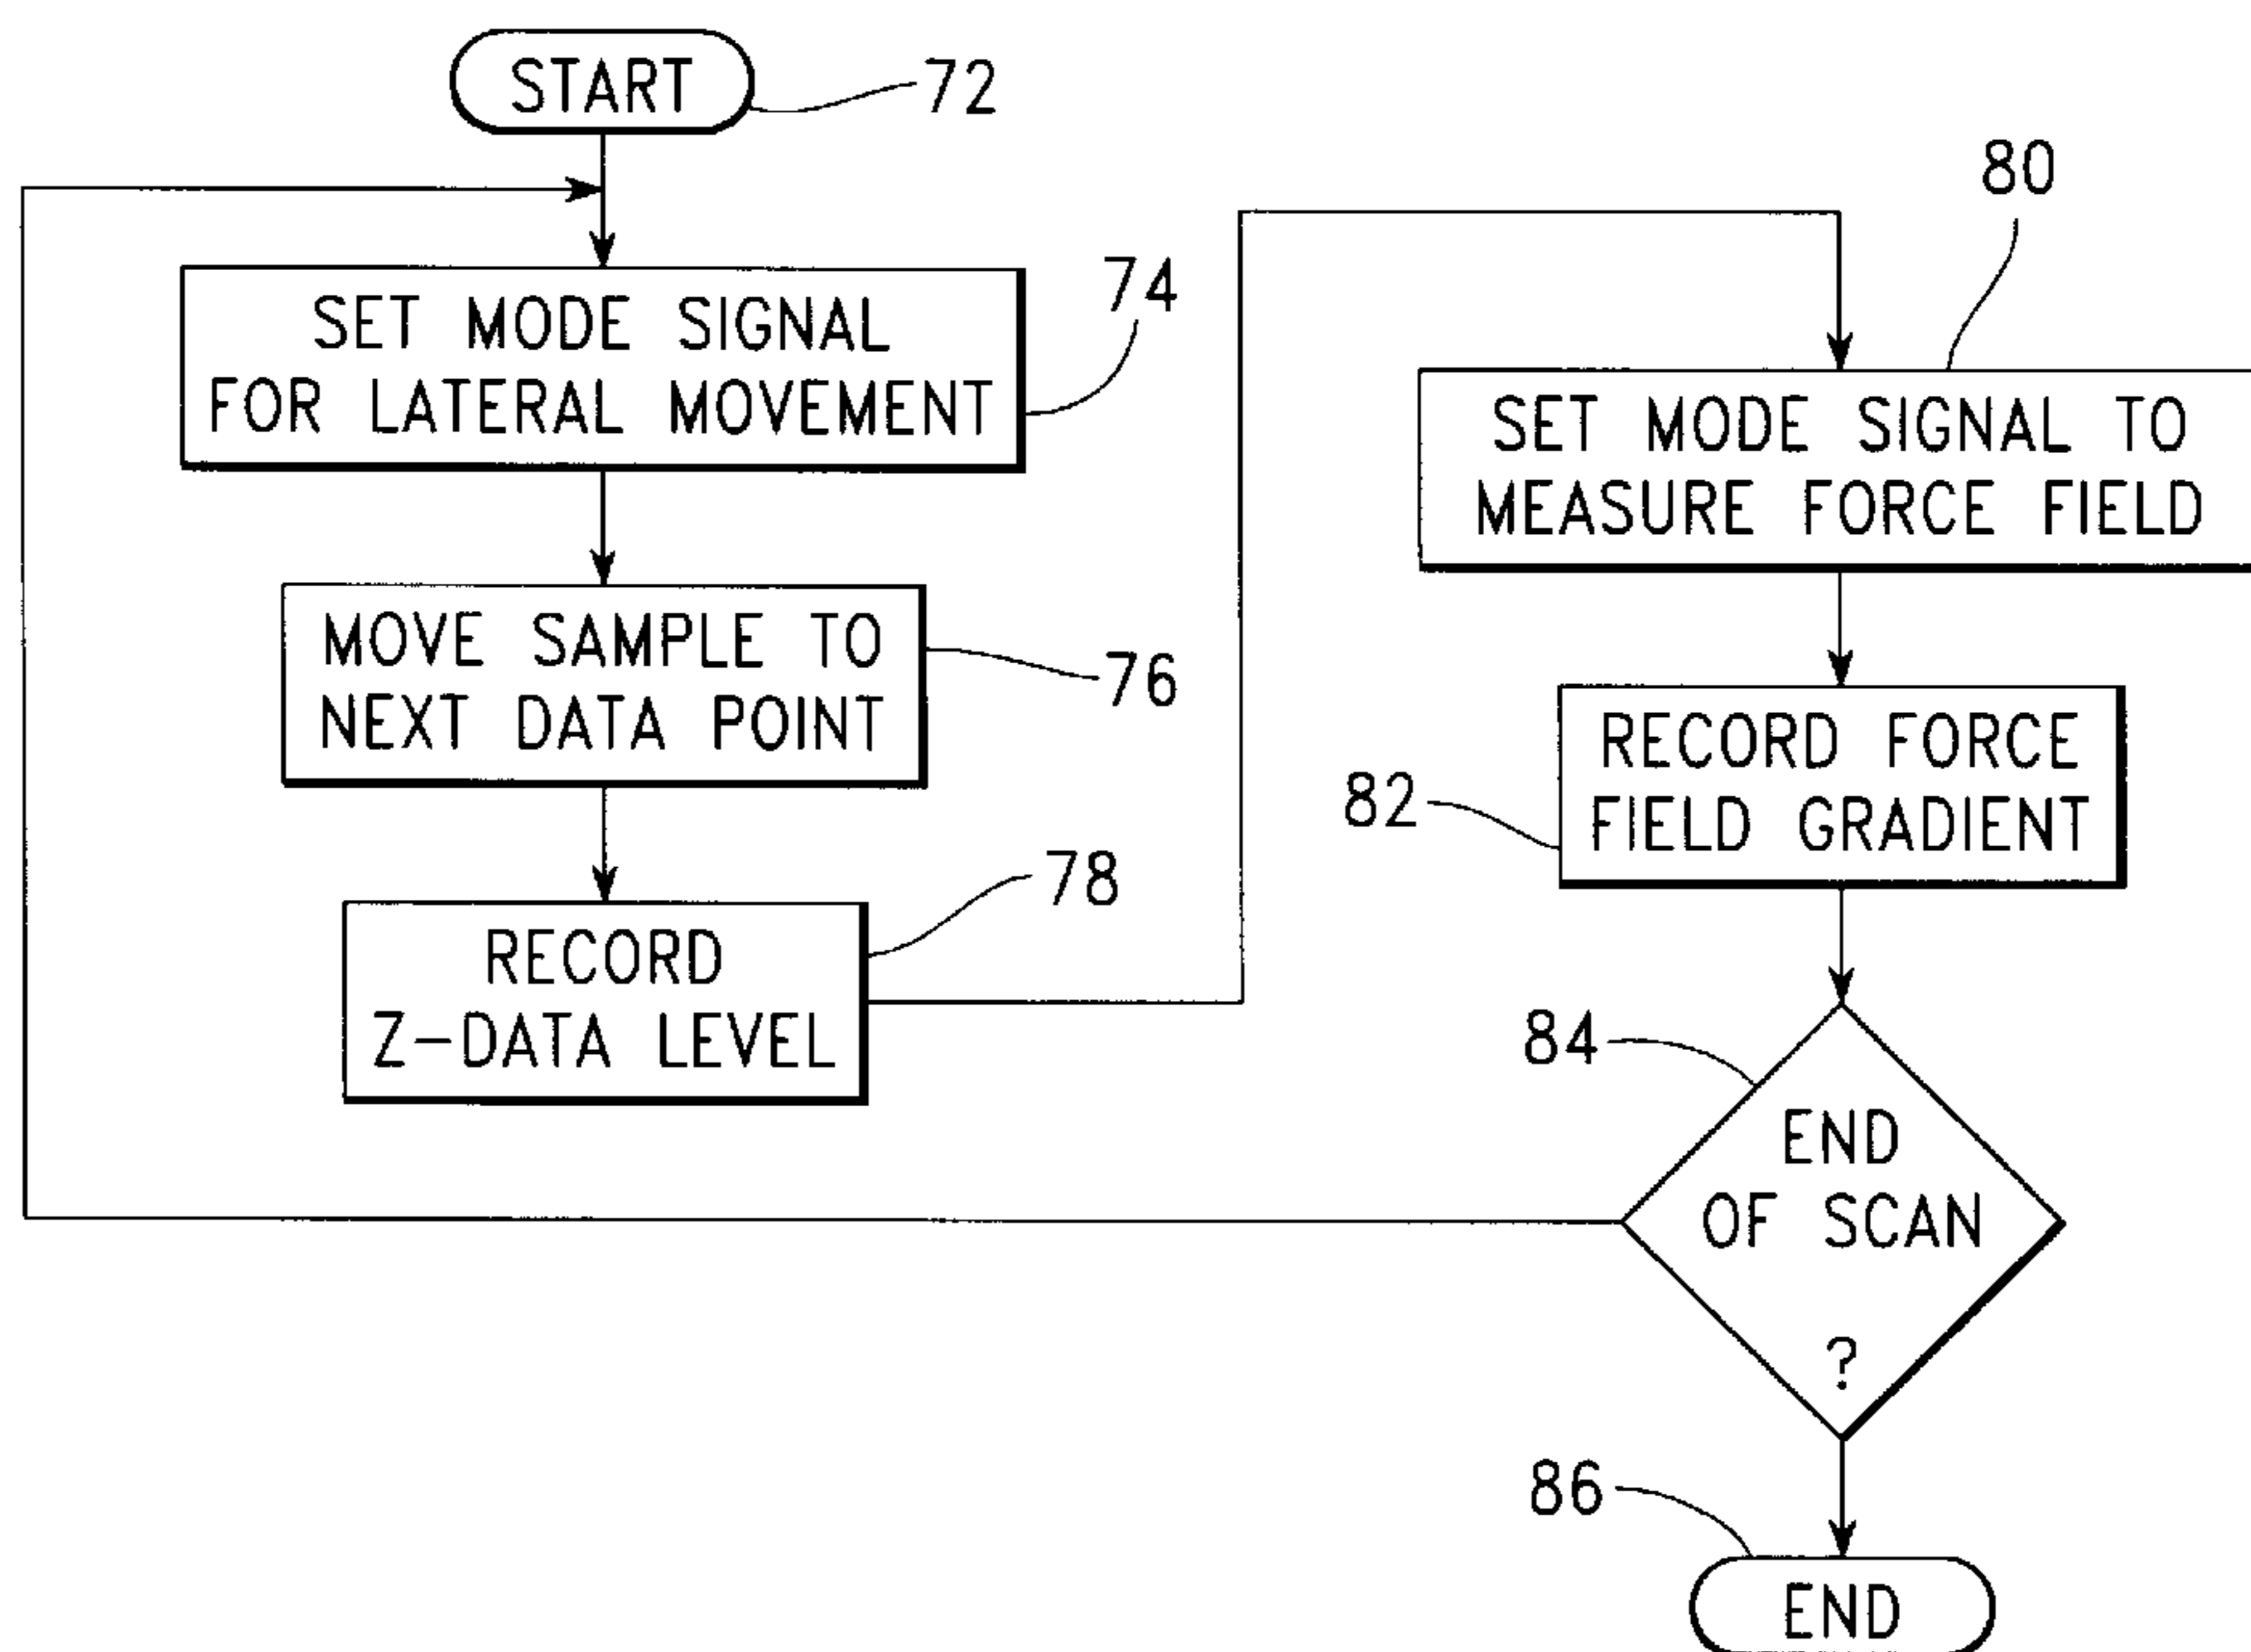 START
72
SET MODE SIGNAL
FOR LATERAL MOVEMENT
74
MOVE SAMPLE TO
NEXT DATA POINT
76
RECORD
Z-DATA LEVEL
78
80
SET MODE SIGNAL TO
MEASURE FORCE FIELD
RECORD FORCE
FIELD GRADIENT
82
84
END
OF SCAN
?
86
END